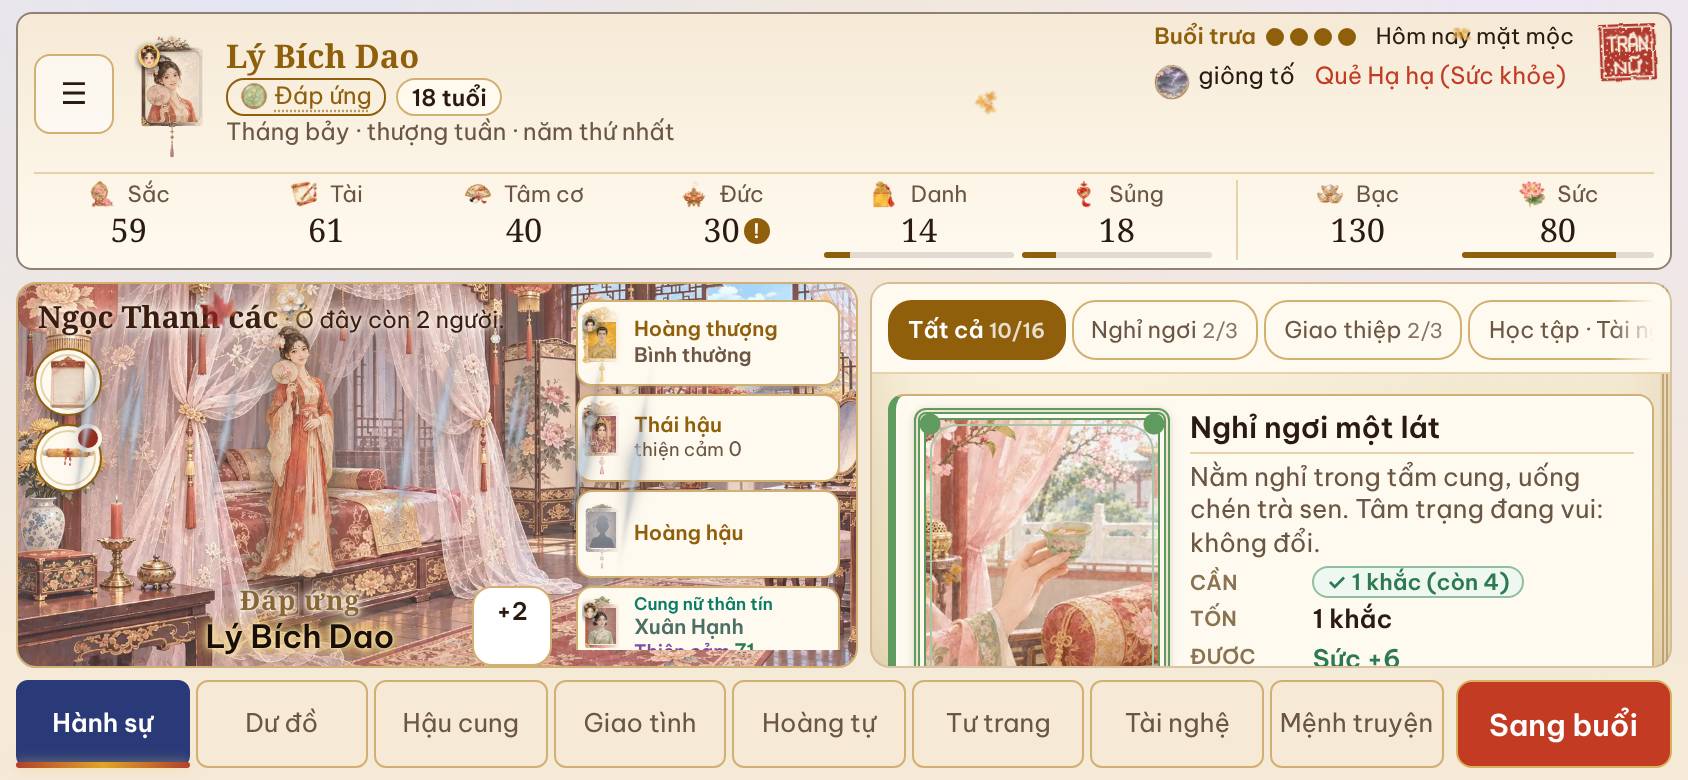 Lý Bích Dao
Đáp ứng
18 tuổi
Tháng bảy · thượng tuần · năm thứ nhất
Buổi trưa
Hôm nay mặt mộc
giông tố
Quẻ Hạ hạ (Sức khỏe)
TRÂN NỮ
Sắc
59
Tài
61
Tâm cơ
40
Đức
30 !
Danh
14
Sủng
18
Bạc
130
Sức
80
Ngọc Thanh các · Ở đây còn 2 người.
Hoàng thượng
Bình thường
Thái hậu
thiện cảm 0
Hoàng hậu
Cung nữ thân tín
Xuân Hạnh
Thiện cảm 71
Đáp ứng
Lý Bích Dao
+2
Tất cả 10/16
Nghỉ ngơi 2/3
Giao thiệp 2/3
Học tập · Tài n
Nghỉ ngơi một lát
Nằm nghỉ trong tẩm cung, uống
chén trà sen. Tâm trạng đang vui:
không đổi.
CẦN
✓ 1 khắc (còn 4)
TỐN
1 khắc
ĐƯỢC
Sức +6
Hành sự
Dư đồ
Hậu cung
Giao tình
Hoàng tự
Tư trang
Tài nghệ
Mệnh truyện
Sang buổi